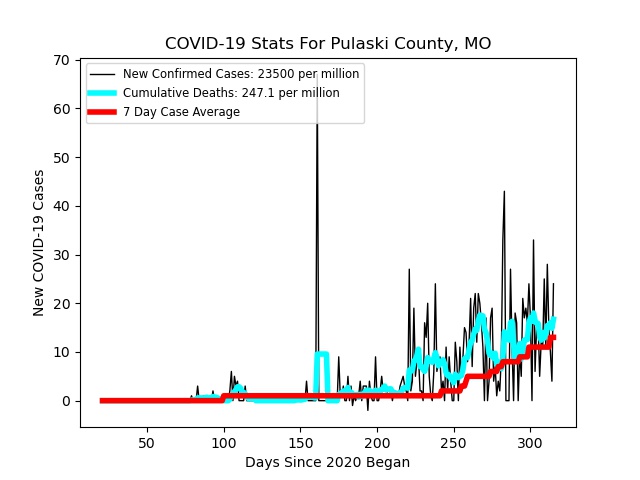 COVID-19 Stats For Pulaski County, MO
New Confirmed Cases: 23500 per million
Cumulative Deaths: 247.1 per million
7 Day Case Average
New COVID-19 Cases
70
60
50
40
30
20
10
0
50 100 150 200 250 300
Days Since 2020 Began